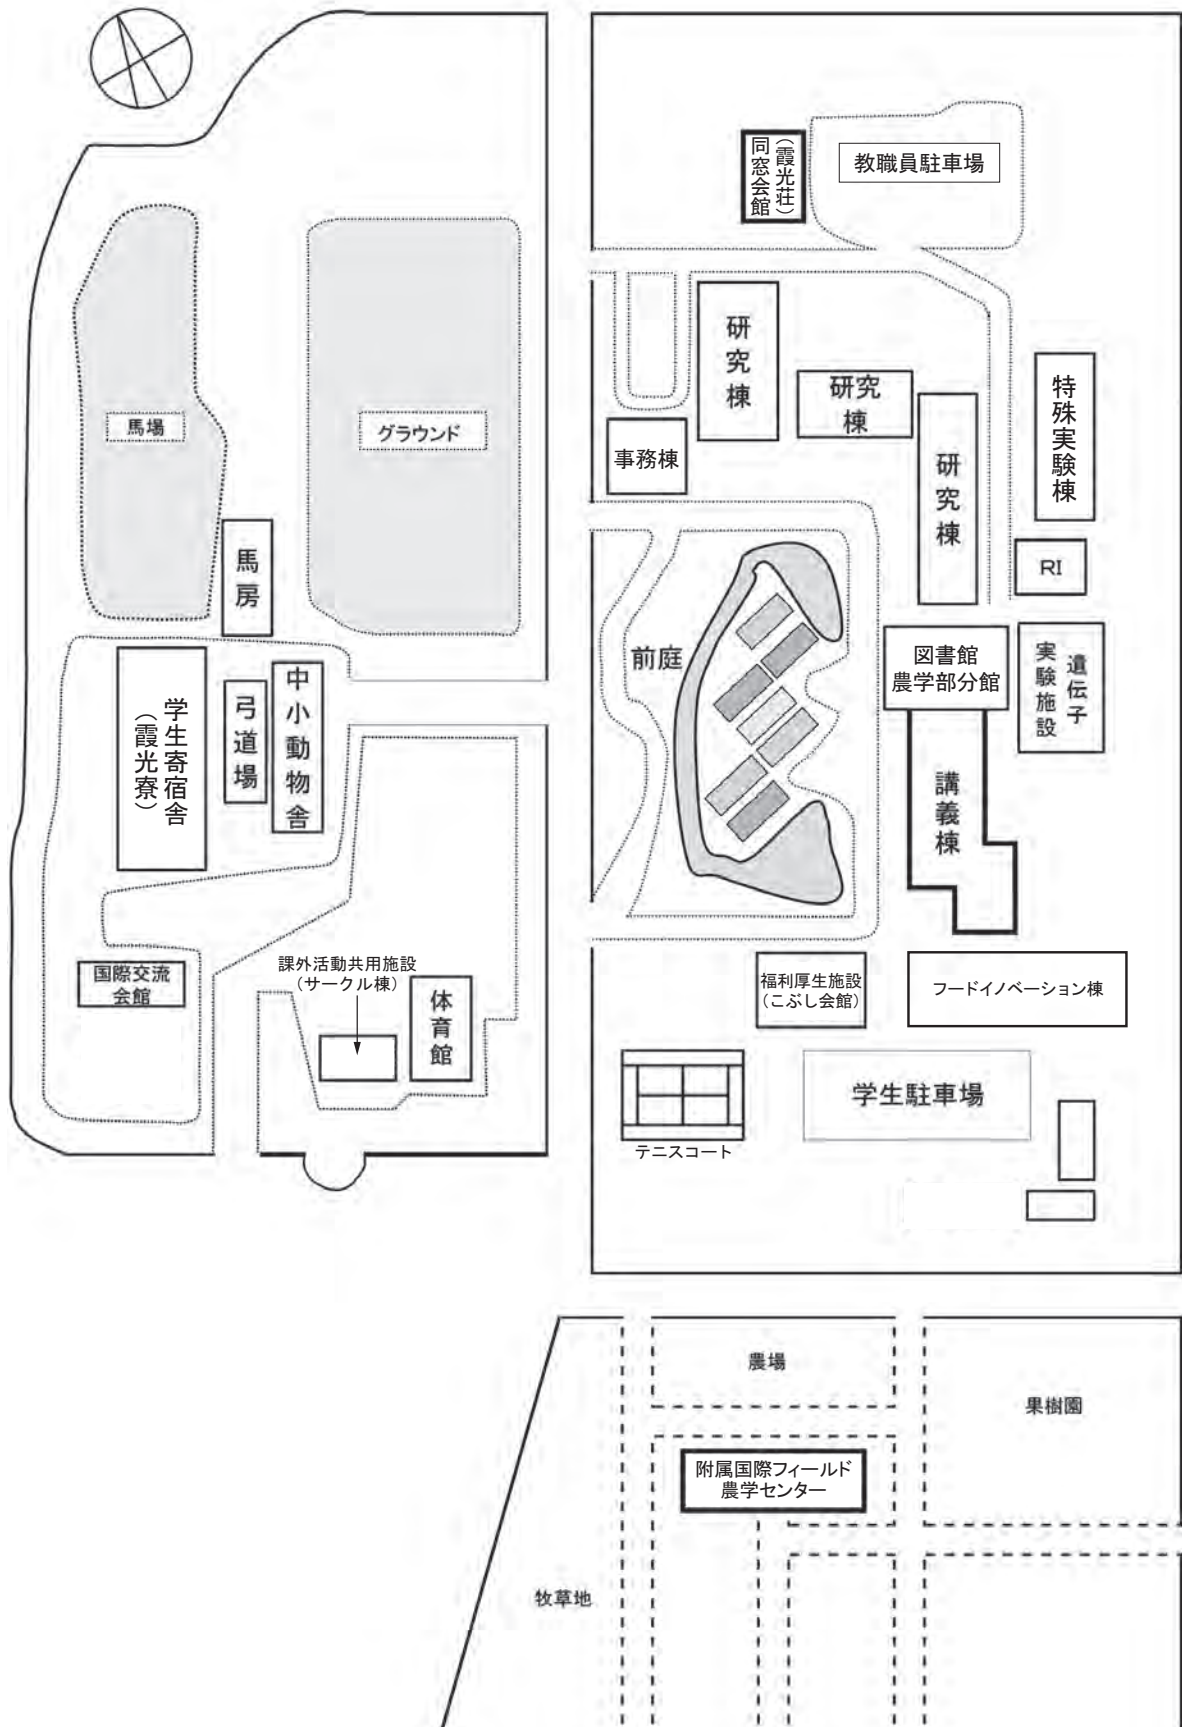 同窓会館
（霞光荘）
教職員駐車場
研究棟
研究
棟
特殊実験棟
馬場
グラウンド
事務棟
研究棟
馬房
RI
前庭
図書館
農学部分館
遺伝子
実験施設
学生寄宿舎
（霞光寮）
弓道場
中小動物舎
講義棟
国際交流
会館
課外活動共用施設
（サークル棟）
体育館
福利厚生施設
（こぶし会館）
フードイノベーション棟
学生駐車場
テニスコート
農場
果樹園
附属国際フィールド
農学センター
牧草地